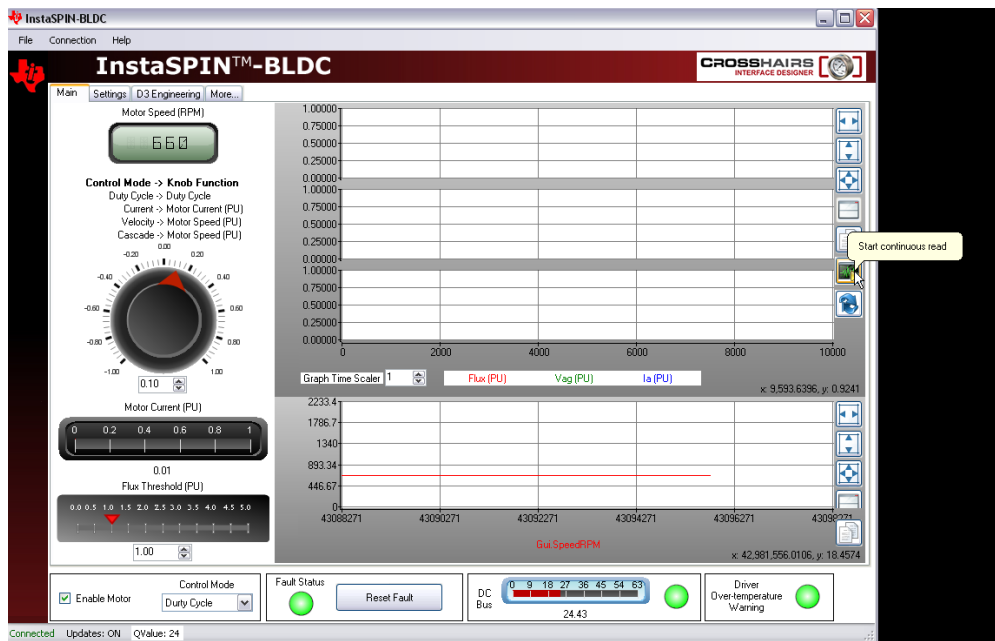 InstaSPIN-BLDC
File Connection Help
InstaSPIN™-BLDC
CROSSHAIRS
INTERFACE DESIGNER
Main Settings D3 Engineering More...
Motor Speed (RPM)
660
Control Mode -> Knob Function
Duty Cycle -> Duty Cycle
Current -> Motor Current (PU)
Velocity -> Motor Speed (PU)
Cascade -> Motor Speed (PU)
0.00
-0.20 0.20
-0.40 0.40
-0.60 0.60
-0.80 0.80
-1.00 1.00
0.10
Motor Current (PU)
0 0.2 0.4 0.6 0.8 1
0.01
Flux Threshold (PU)
0.0 0.5 1.0 1.5 2.0 2.5 3.0 3.5 4.0 4.5 5.0
1.00
1.00000
0.75000
0.50000
0.25000
0.00000
1.00000
0.75000
0.50000
0.25000
0.00000
1.00000
0.75000
0.50000
0.25000
0.00000
0 2000 4000 6000 8000 10000
Start continuous read
Graph Time Scaler 1 Flux (PU) Vag (PU) Ia (PU)
x: 9,593.6396, y: 0.9241
2233.4
1786.7
1340
893.34
446.67
0
43088271 43090271 43092271 43094271 43096271 43098271
Gui.SpeedRPM
x: 42,981,556.0106, y: 18.4574
Enable Motor
Control Mode
Durty Cycle
Fault Status
Reset Fault
DC
Bus
0 9 18 27 36 45 54 63
24.43
Driver
Over-temperature
Warning
Connected Updates: ON QValue: 24